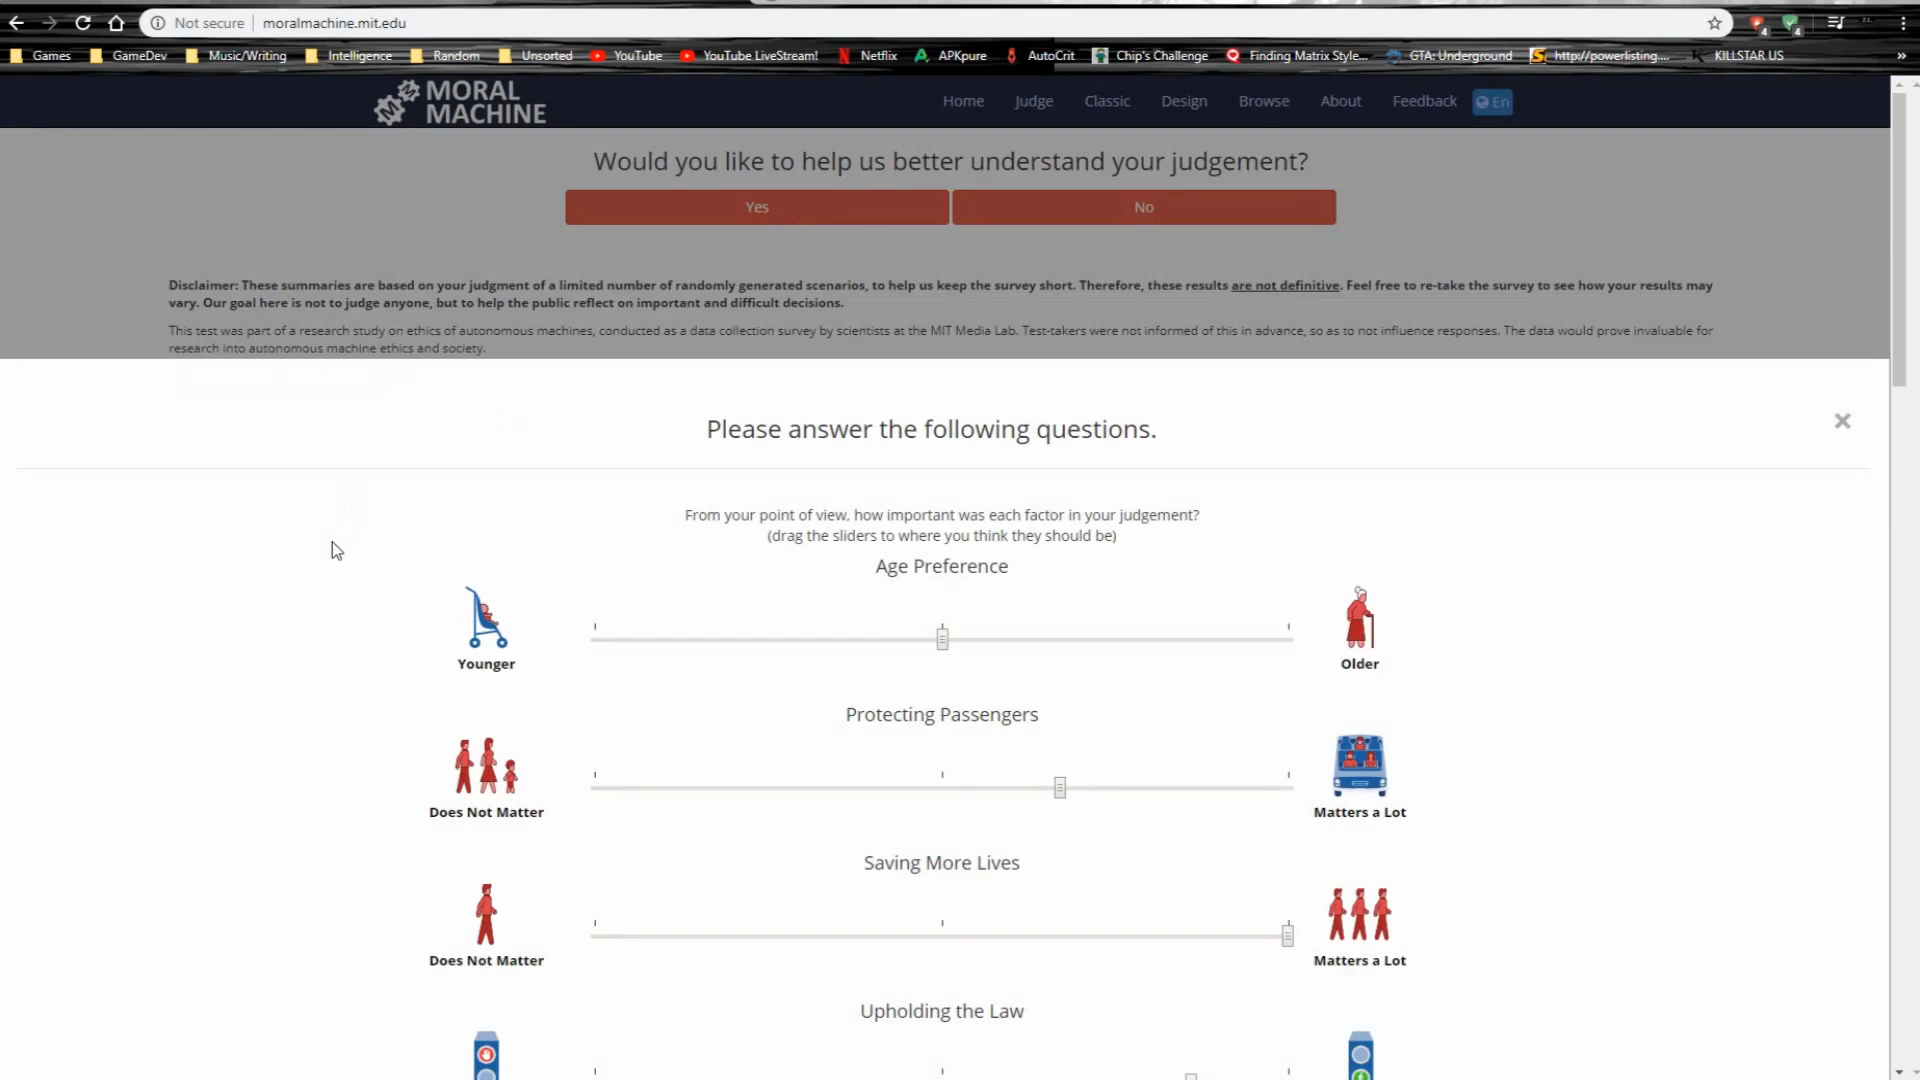 Not secure | moralmachine.mit.edu
Games GameDev Music/Writing Intelligence Random Unsorted YouTube YouTube LiveStream! Netflix APKpure AutoCrit Chip's Challenge Finding Matrix Style... GTA: Underground http://powerlisting.... KILLSTAR US »
MORAL
MACHINE
Home Judge Classic Design Browse About Feedback En
Would you like to help us better understand your judgement?
Yes No
Disclaimer: These summaries are based on your judgment of a limited number of randomly generated scenarios, to help us keep the survey short. Therefore, these results are not definitive. Feel free to re-take the survey to see how your results may
vary. Our goal here is not to judge anyone, but to help the public reflect on important and difficult decisions.
This test was part of a research study on ethics of autonomous machines, conducted as a data collection survey by scientists at the MIT Media Lab. Test-takers were not informed of this in advance, so as to not influence responses. The data would prove invaluable for
research into autonomous machine ethics and society.
Please answer the following questions.
From your point of view, how important was each factor in your judgement?
(drag the sliders to where you think they should be)
Age Preference
Younger Older
Protecting Passengers
Does Not Matter Matters a Lot
Saving More Lives
Does Not Matter Matters a Lot
Upholding the Law